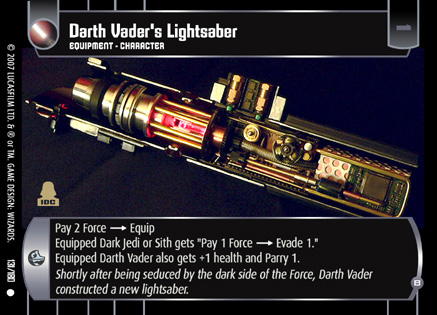 Darth Vader's Lightsaber
EQUIPMENT - CHARACTER
© 2007 LUCASFILM LTD. & ® or TM. GAME DESIGN: WIZARDS.
IDC
Pay 2 Force → Equip
Equipped Dark Jedi or Sith gets "Pay 1 Force → Evade 1."
Equipped Darth Vader also gets +1 health and Parry 1.
Shortly after being seduced by the dark side of the Force, Darth Vader
constructed a new lightsaber.
B